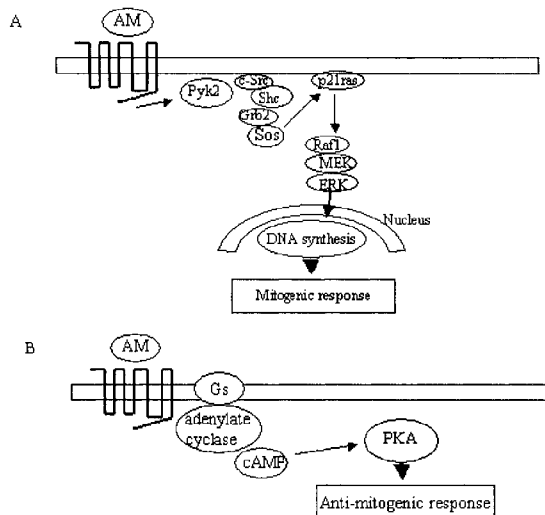 A
AM
Pyk2
c-Src
Shc
Grb2
Sos
p21ras
Raf1
MEK
ERK
Nucleus
DNA synthesis
Mitogenic response
B
AM
Gs
adenylate
cyclase
cAMP
PKA
Anti-mitogenic response